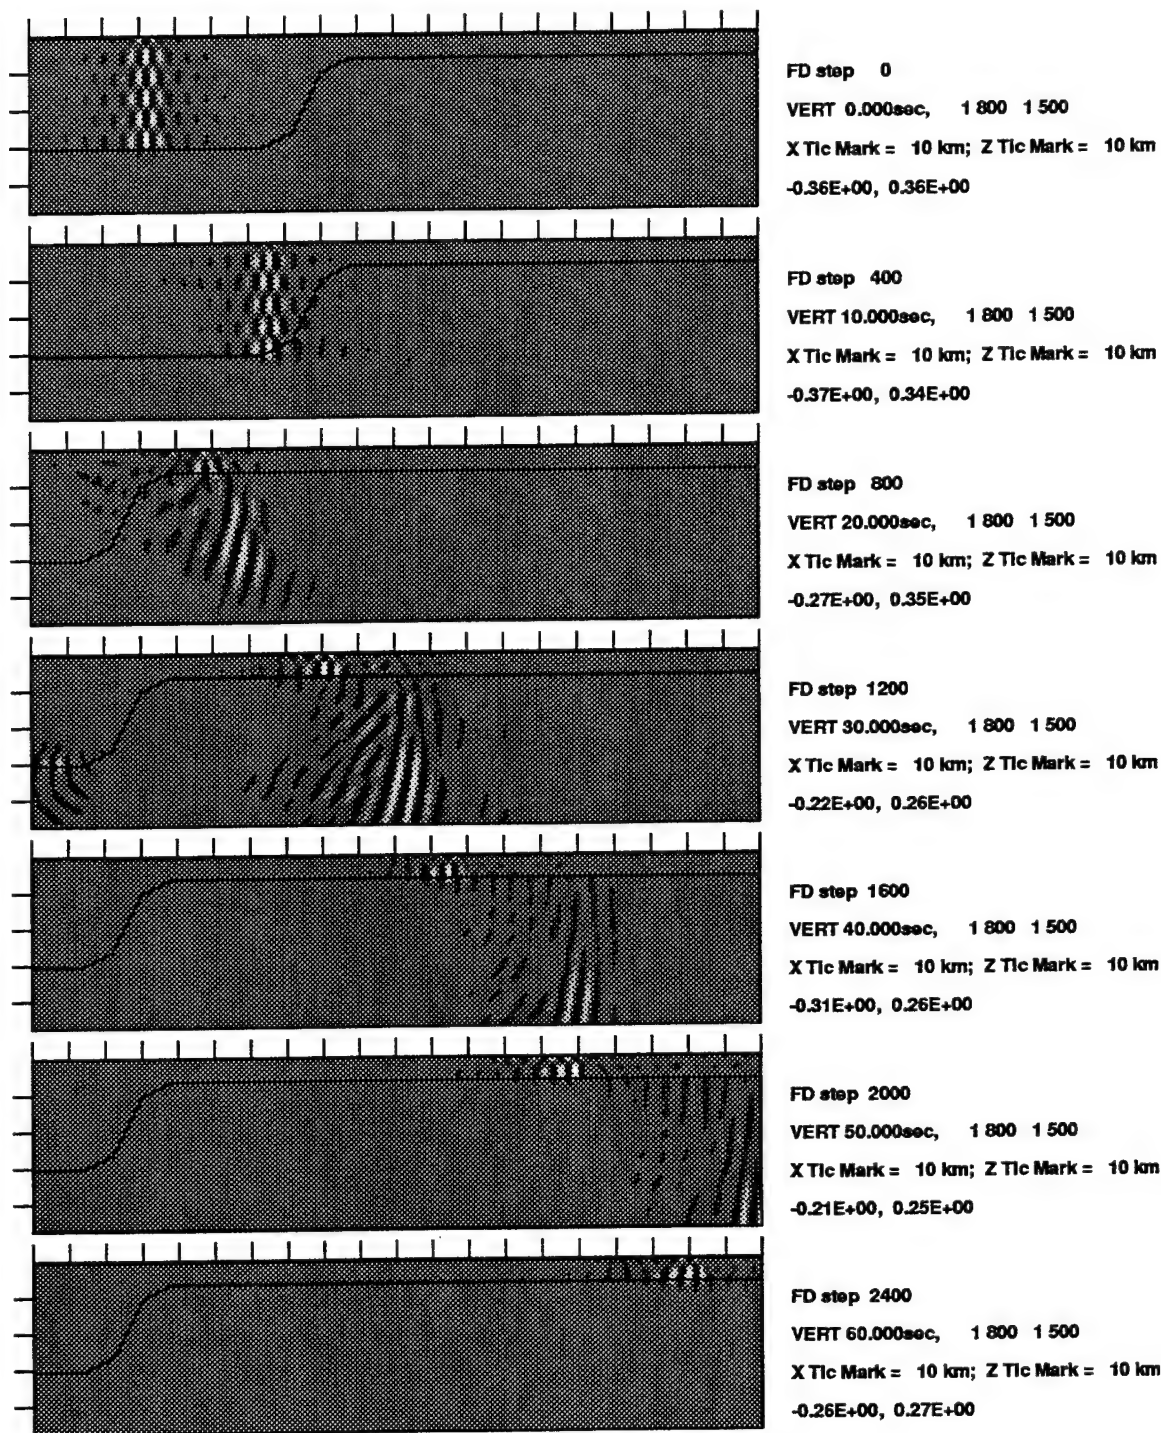 FD step 0
VERT 0.000sec, 1 800 1 500
X Tic Mark = 10 km; Z Tic Mark = 10 km
-0.36E+00, 0.36E+00
FD step 400
VERT 10.000sec, 1 800 1 500
X Tic Mark = 10 km; Z Tic Mark = 10 km
-0.37E+00, 0.34E+00
FD step 800
VERT 20.000sec, 1 800 1 500
X Tic Mark = 10 km; Z Tic Mark = 10 km
-0.27E+00, 0.35E+00
FD step 1200
VERT 30.000sec, 1 800 1 500
X Tic Mark = 10 km; Z Tic Mark = 10 km
-0.22E+00, 0.26E+00
FD step 1600
VERT 40.000sec, 1 800 1 500
X Tic Mark = 10 km; Z Tic Mark = 10 km
-0.31E+00, 0.26E+00
FD step 2000
VERT 50.000sec, 1 800 1 500
X Tic Mark = 10 km; Z Tic Mark = 10 km
-0.21E+00, 0.25E+00
FD step 2400
VERT 60.000sec, 1 800 1 500
X Tic Mark = 10 km; Z Tic Mark = 10 km
-0.26E+00, 0.27E+00